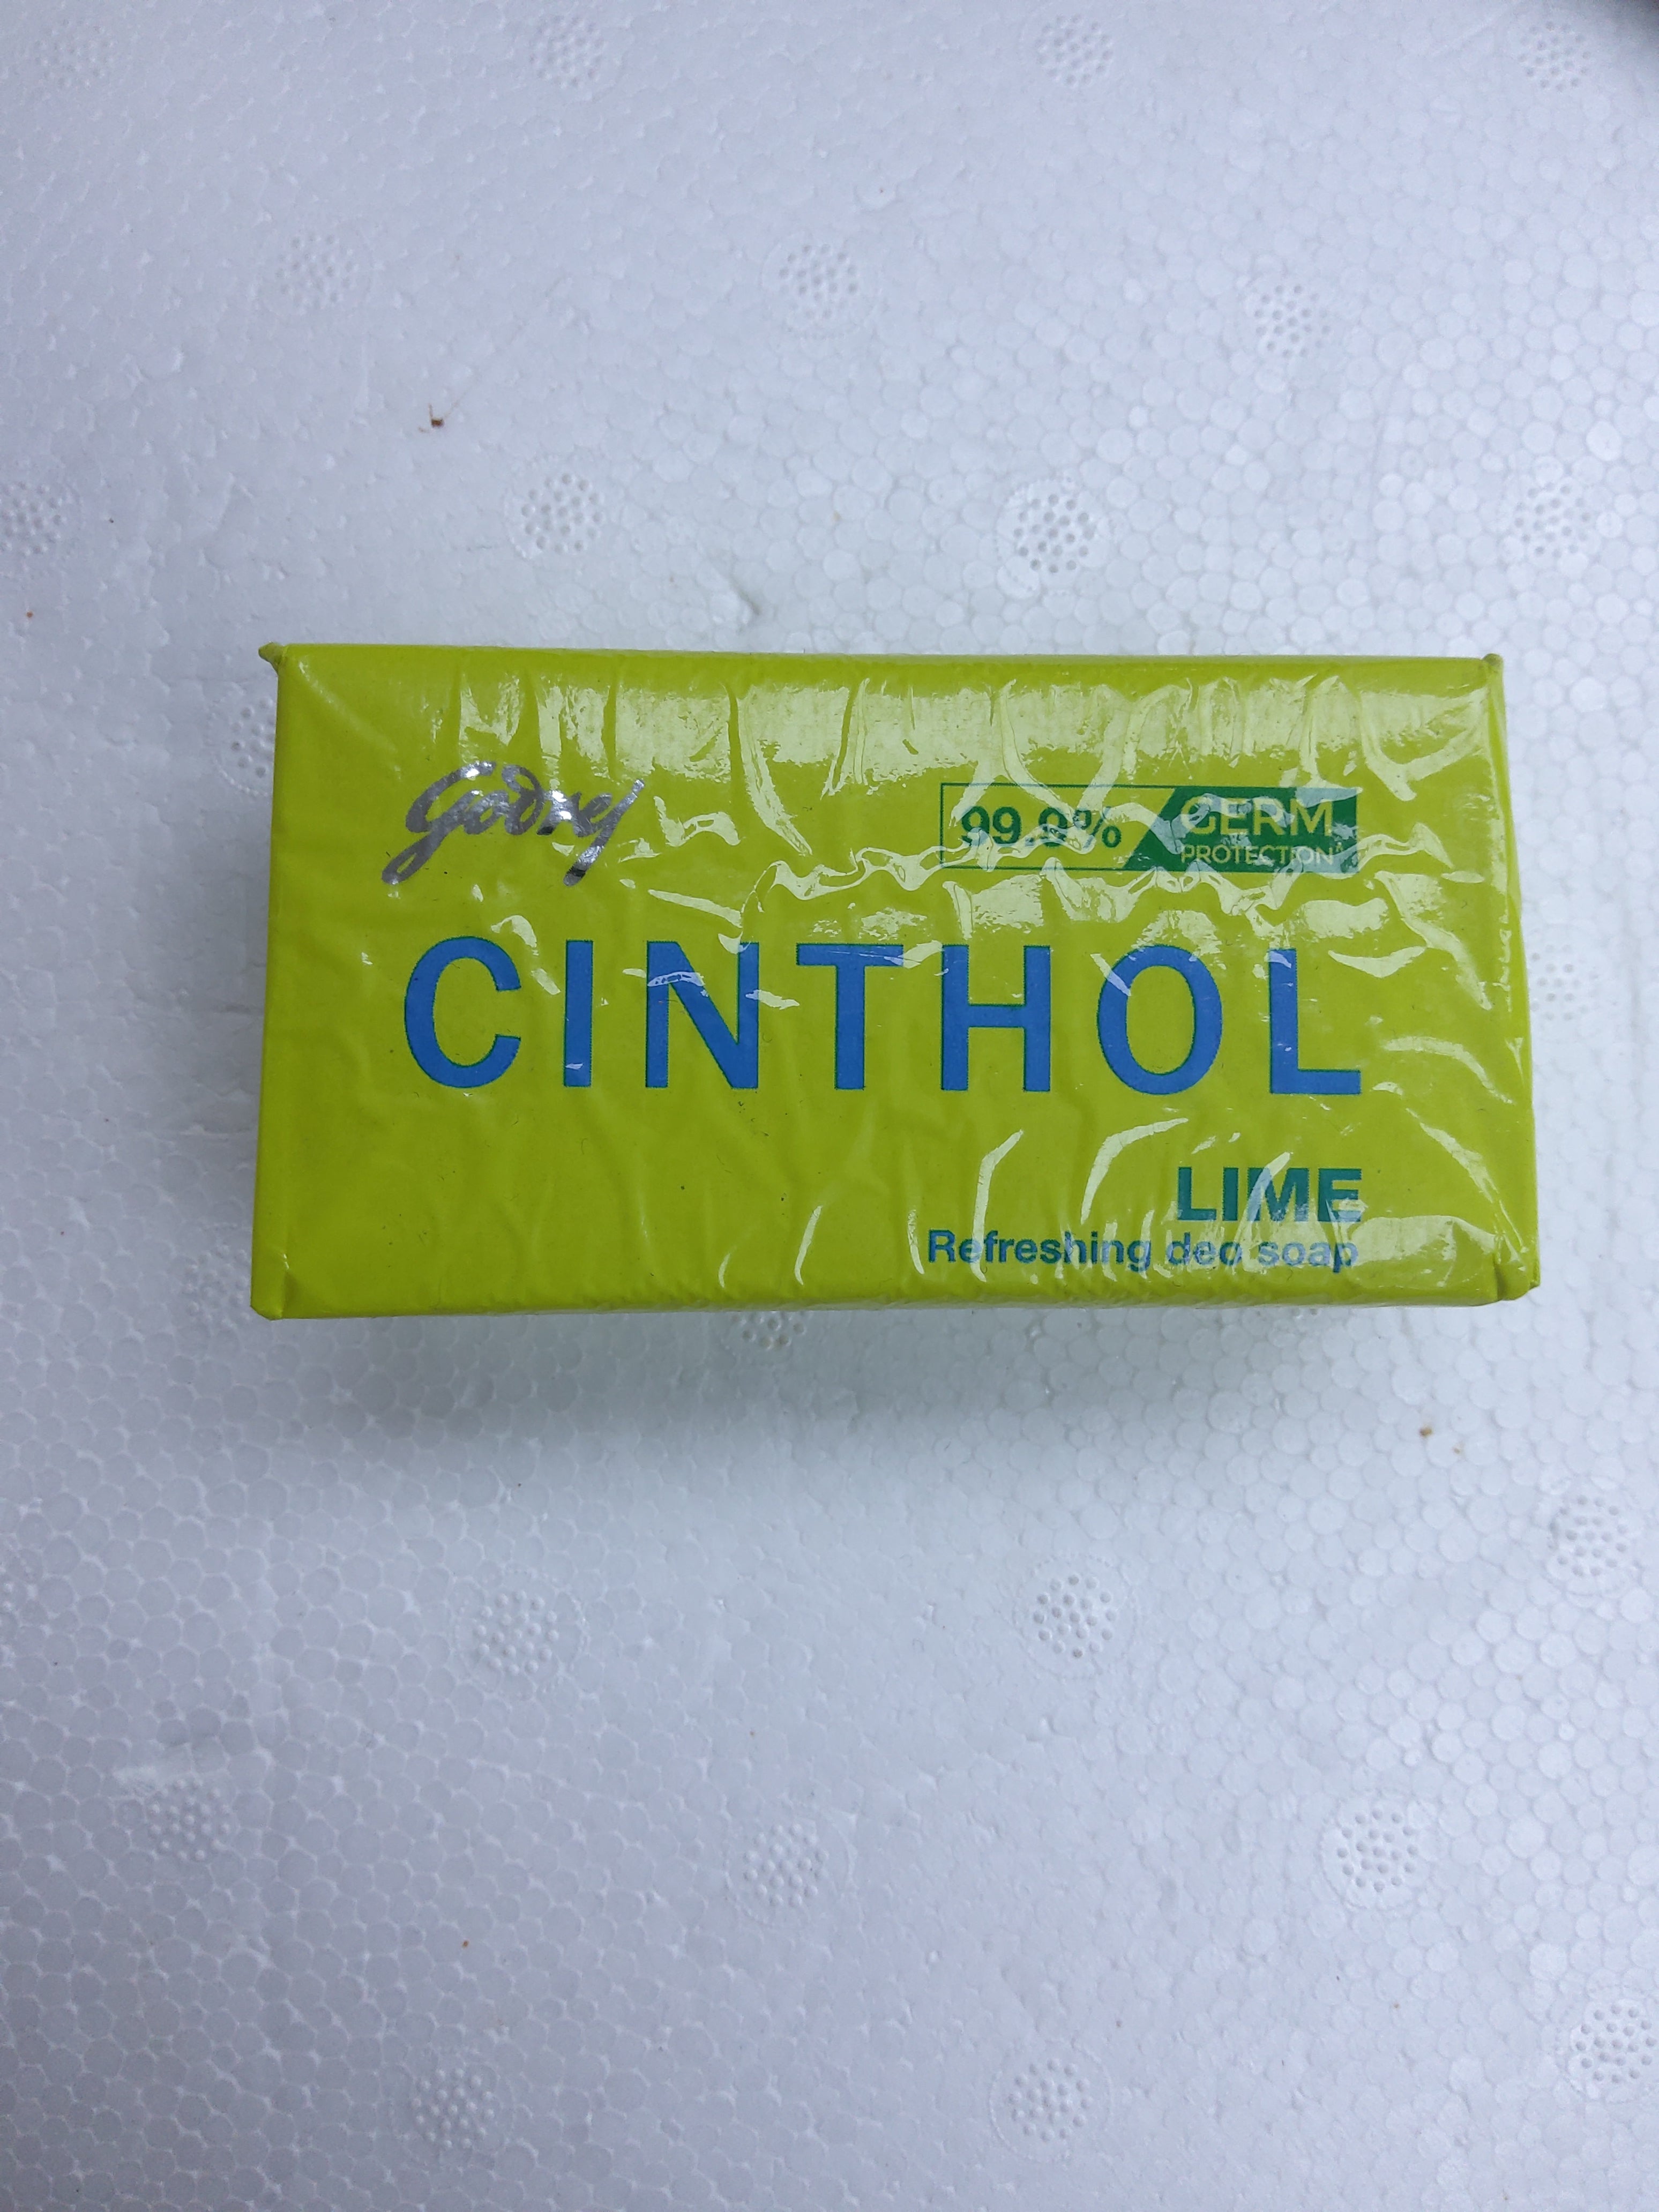 Godrej
99.9% GERM
PROTECTION^
CINTHOL
LIME
Refreshing deo soap